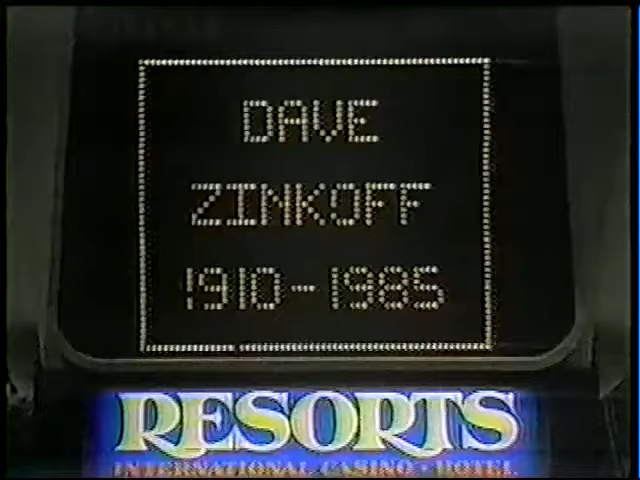 DAVE
ZINKOFF
1910-1985
RESORTS
INTERNATIONAL CASINO • HOTEL